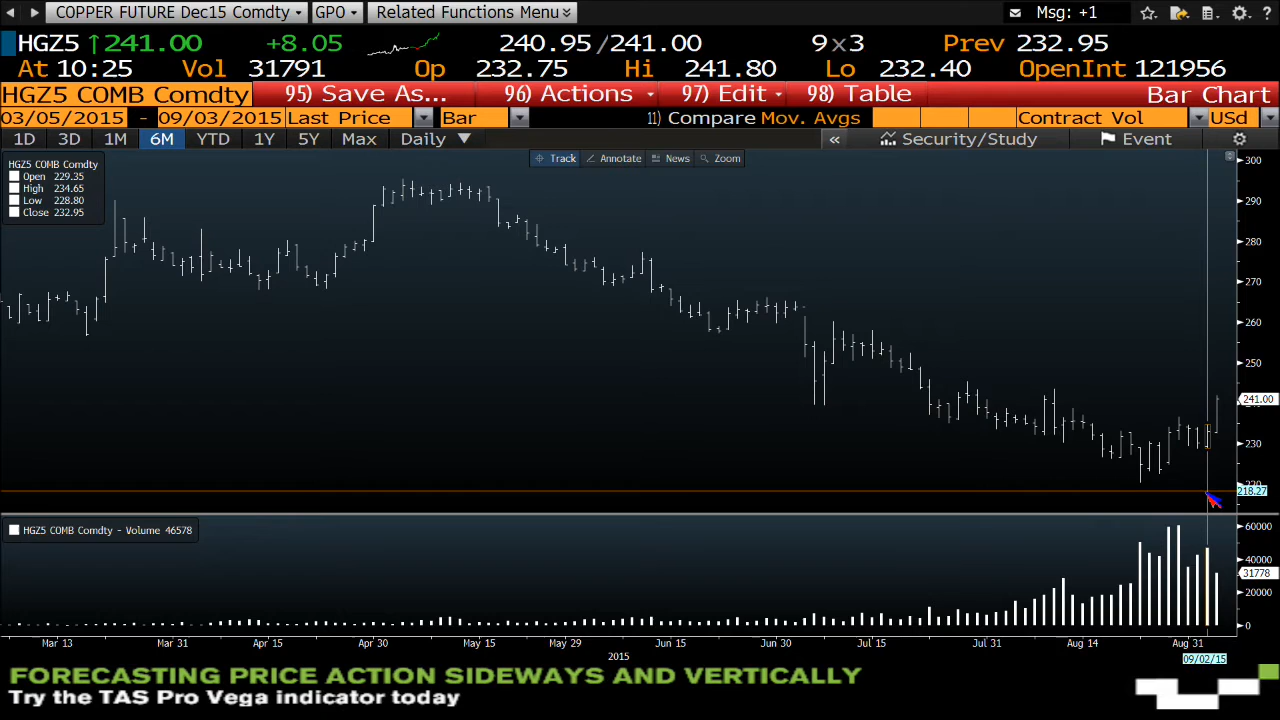 COPPER FUTURE Dec15 Comdty GPO Related Functions Menu Msg: +1 ?
HGZ5 ↑241.00 +8.05 240.95/241.00 9x3 Prev 232.95
At 10:25 Vol 31791 Op 232.75 Hi 241.80 Lo 232.40 OpenInt 121956
HGZ5 COMB Comdty 95) Save As... 96) Actions 97) Edit 98) Table Bar Chart
03/05/2015 - 09/03/2015 Last Price Bar 11) Compare Mov. Avgs Contract Vol USd
1D 3D 1M 6M YTD 1Y 5Y Max Daily ▼ « Security/Study Event
Track Annotate News Zoom
HGZ5 COMB Comdty
Open 229.35
High 234.65
Low 228.80
Close 232.95
300
290
280
270
260
250
241.00
230
218.27
HGZ5 COMB Comdty - Volume 46578
60000
40000
31778
20000
0
Mar 13 Mar 31 Apr 15 Apr 30 May 15 May 29 Jun 15 Jun 30 Jul 15 Jul 31 Aug 14 Aug 31
2015
09/02/15
FORECASTING PRICE ACTION SIDEWAYS AND VERTICALLY
Try the TAS Pro Vega indicator today